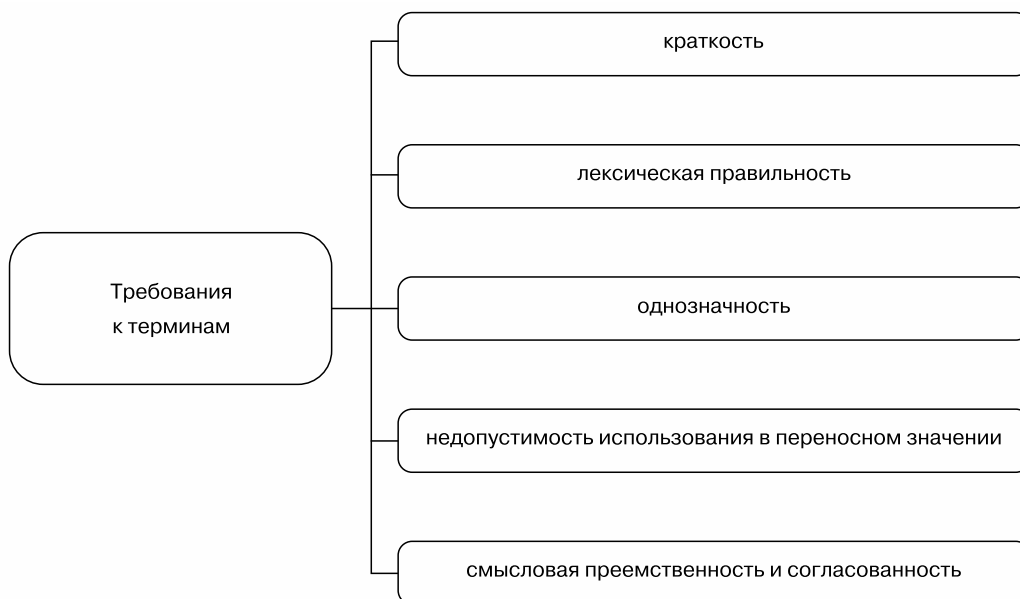 краткость
лексическая правильность
Требования
к терминам
однозначность
недопустимость использования в переносном значении
смысловая преемственность и согласованность